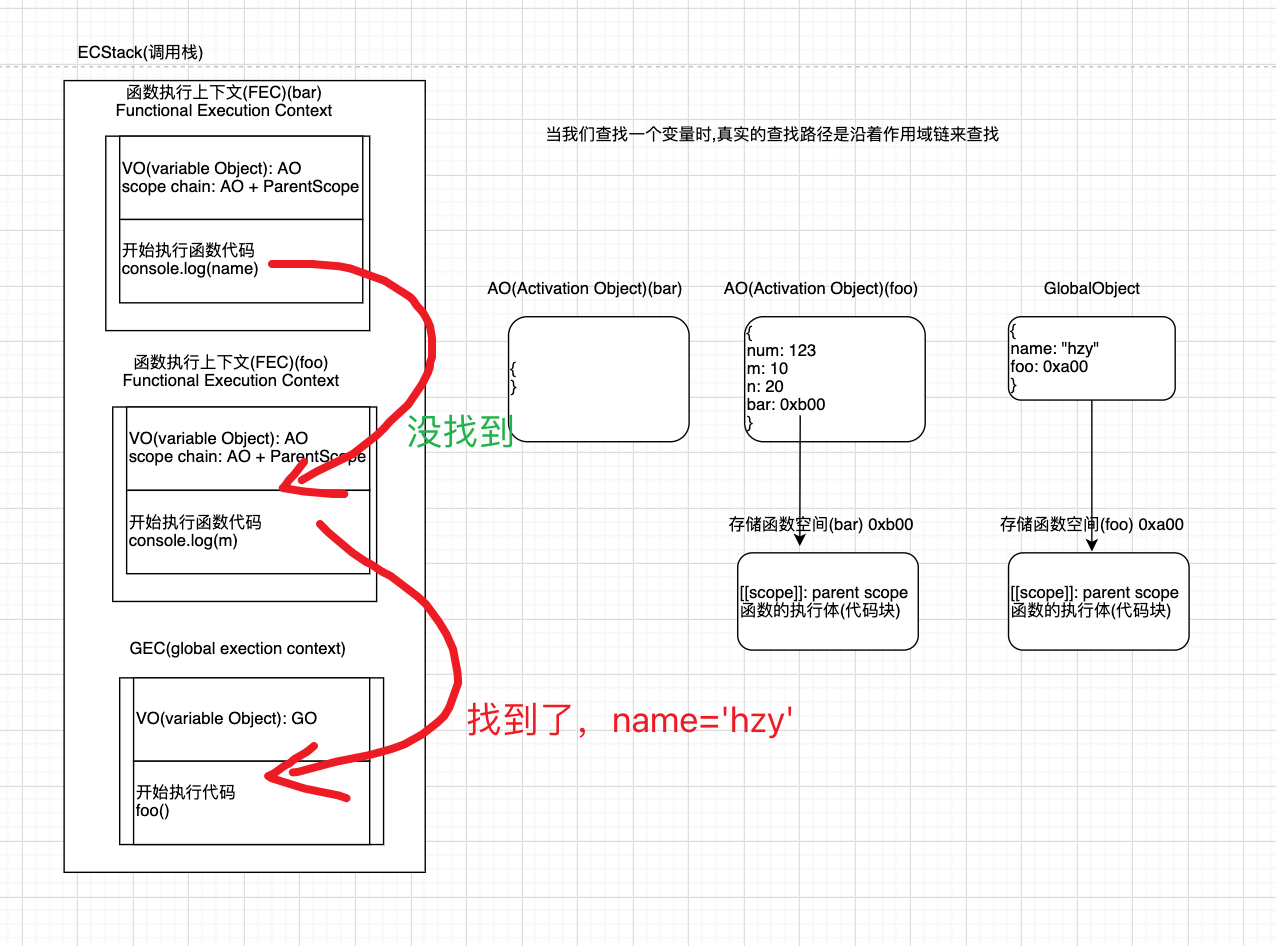 ECStack(调用栈)
函数执行上下文(FEC)(bar)
Functional Execution Context
VO(variable Object): AO
scope chain: AO + ParentScope
开始执行函数代码
console.log(name)
函数执行上下文(FEC)(foo)
Functional Execution Context
VO(variable Object): AO
scope chain: AO + ParentScope
开始执行函数代码
console.log(m)
GEC(global exection context)
VO(variable Object): GO
开始执行代码
foo()
当我们查找一个变量时,真实的查找路径是沿着作用域链来查找
没找到
找到了，name='hzy'
AO(Activation Object)(bar)
{
}
AO(Activation Object)(foo)
{
num: 123
m: 10
n: 20
bar: 0xb00
}
GlobalObject
{
name: "hzy"
foo: 0xa00
}
存储函数空间(bar) 0xb00
[[scope]]: parent scope
函数的执行体(代码块)
存储函数空间(foo) 0xa00
[[scope]]: parent scope
函数的执行体(代码块)